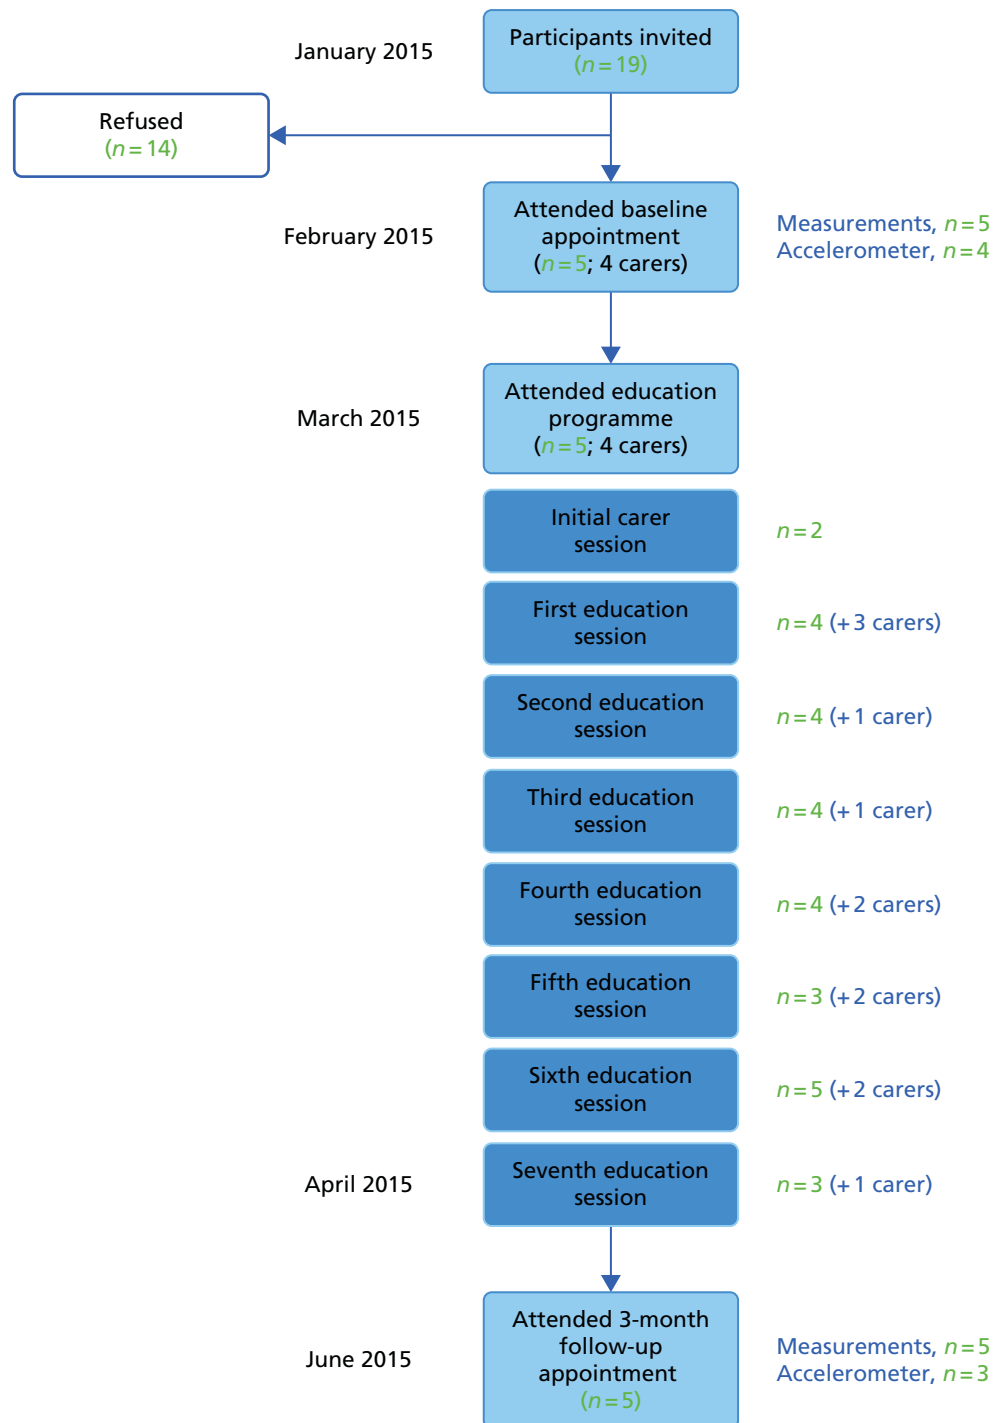 January 2015
Participants invited
(n=19)
Refused
(n=14)
February 2015
Attended baseline
appointment
(n=5; 4 carers)
Measurements, n=5
Accelerometer, n=4
March 2015
Attended education
programme
(n=5; 4 carers)
Initial carer
session
n=2
First education
session
n=4 (+3 carers)
Second education
session
n=4 (+1 carer)
Third education
session
n=4 (+1 carer)
Fourth education
session
n=4 (+2 carers)
Fifth education
session
n=3 (+2 carers)
Sixth education
session
n=5 (+2 carers)
April 2015
Seventh education
session
n=3 (+1 carer)
June 2015
Attended 3-month
follow-up
appointment
(n=5)
Measurements, n=5
Accelerometer, n=3